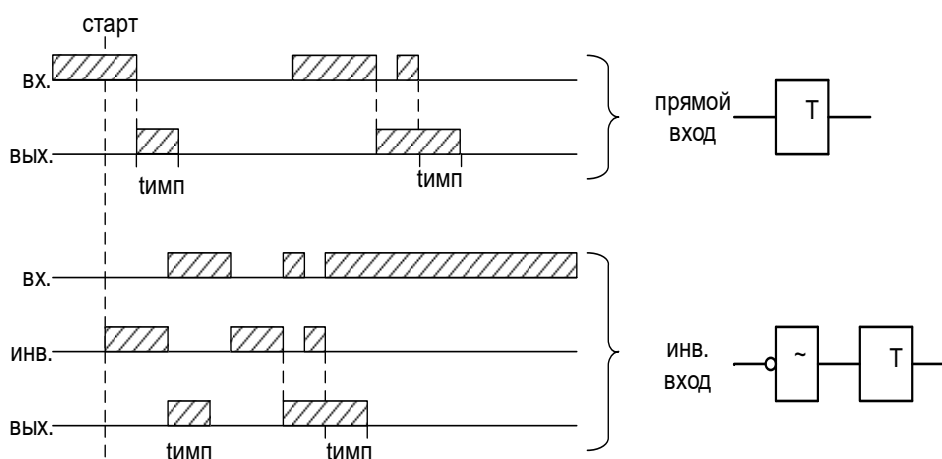 старт
вх.
прямой
вход
T
вых.
tимп
tимп
вх.
инв.
инв.
вход
~
T
вых.
tимп
tимп